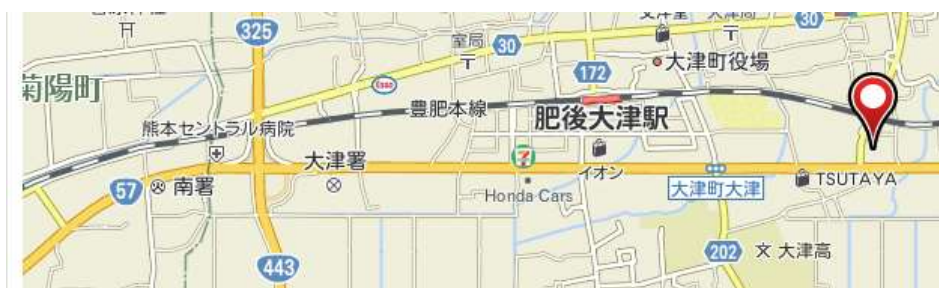 325
30
室局
30
172
大津町役場
菊陽町
Esso
豊肥本線
肥後大津駅
熊本セントラル病院
大津署
イオン
57
南署
Honda Cars
大津町大津
TSUTAYA
202
大津高
443